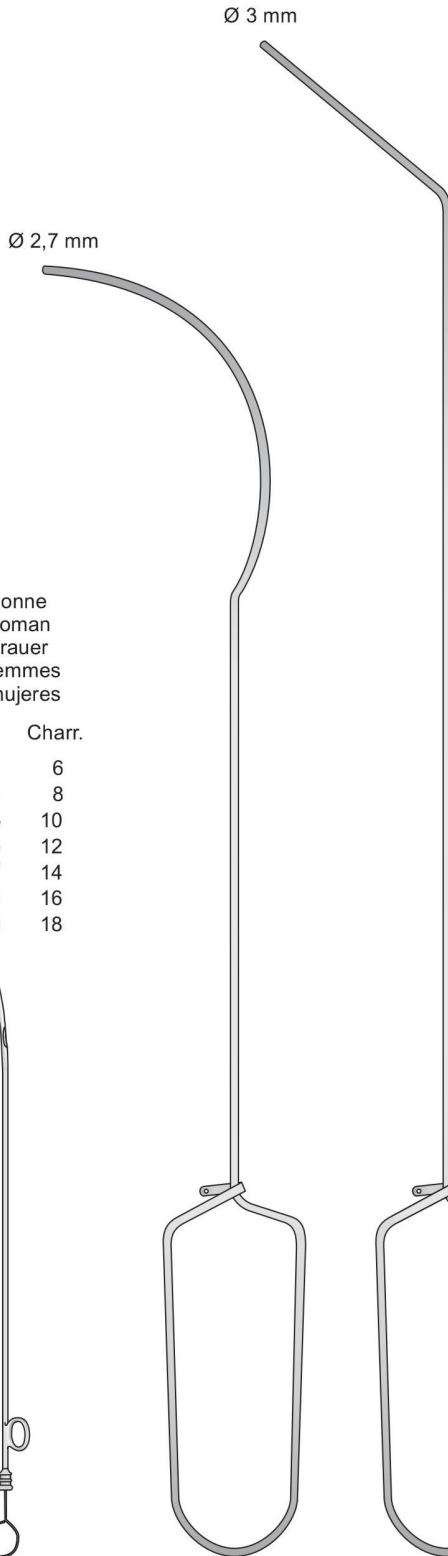 Ø 3 mm
Ø 2,7 mm
onne
oman
rauer
emmes
nujeres
Charr.
6
8
10
12
14
16
18